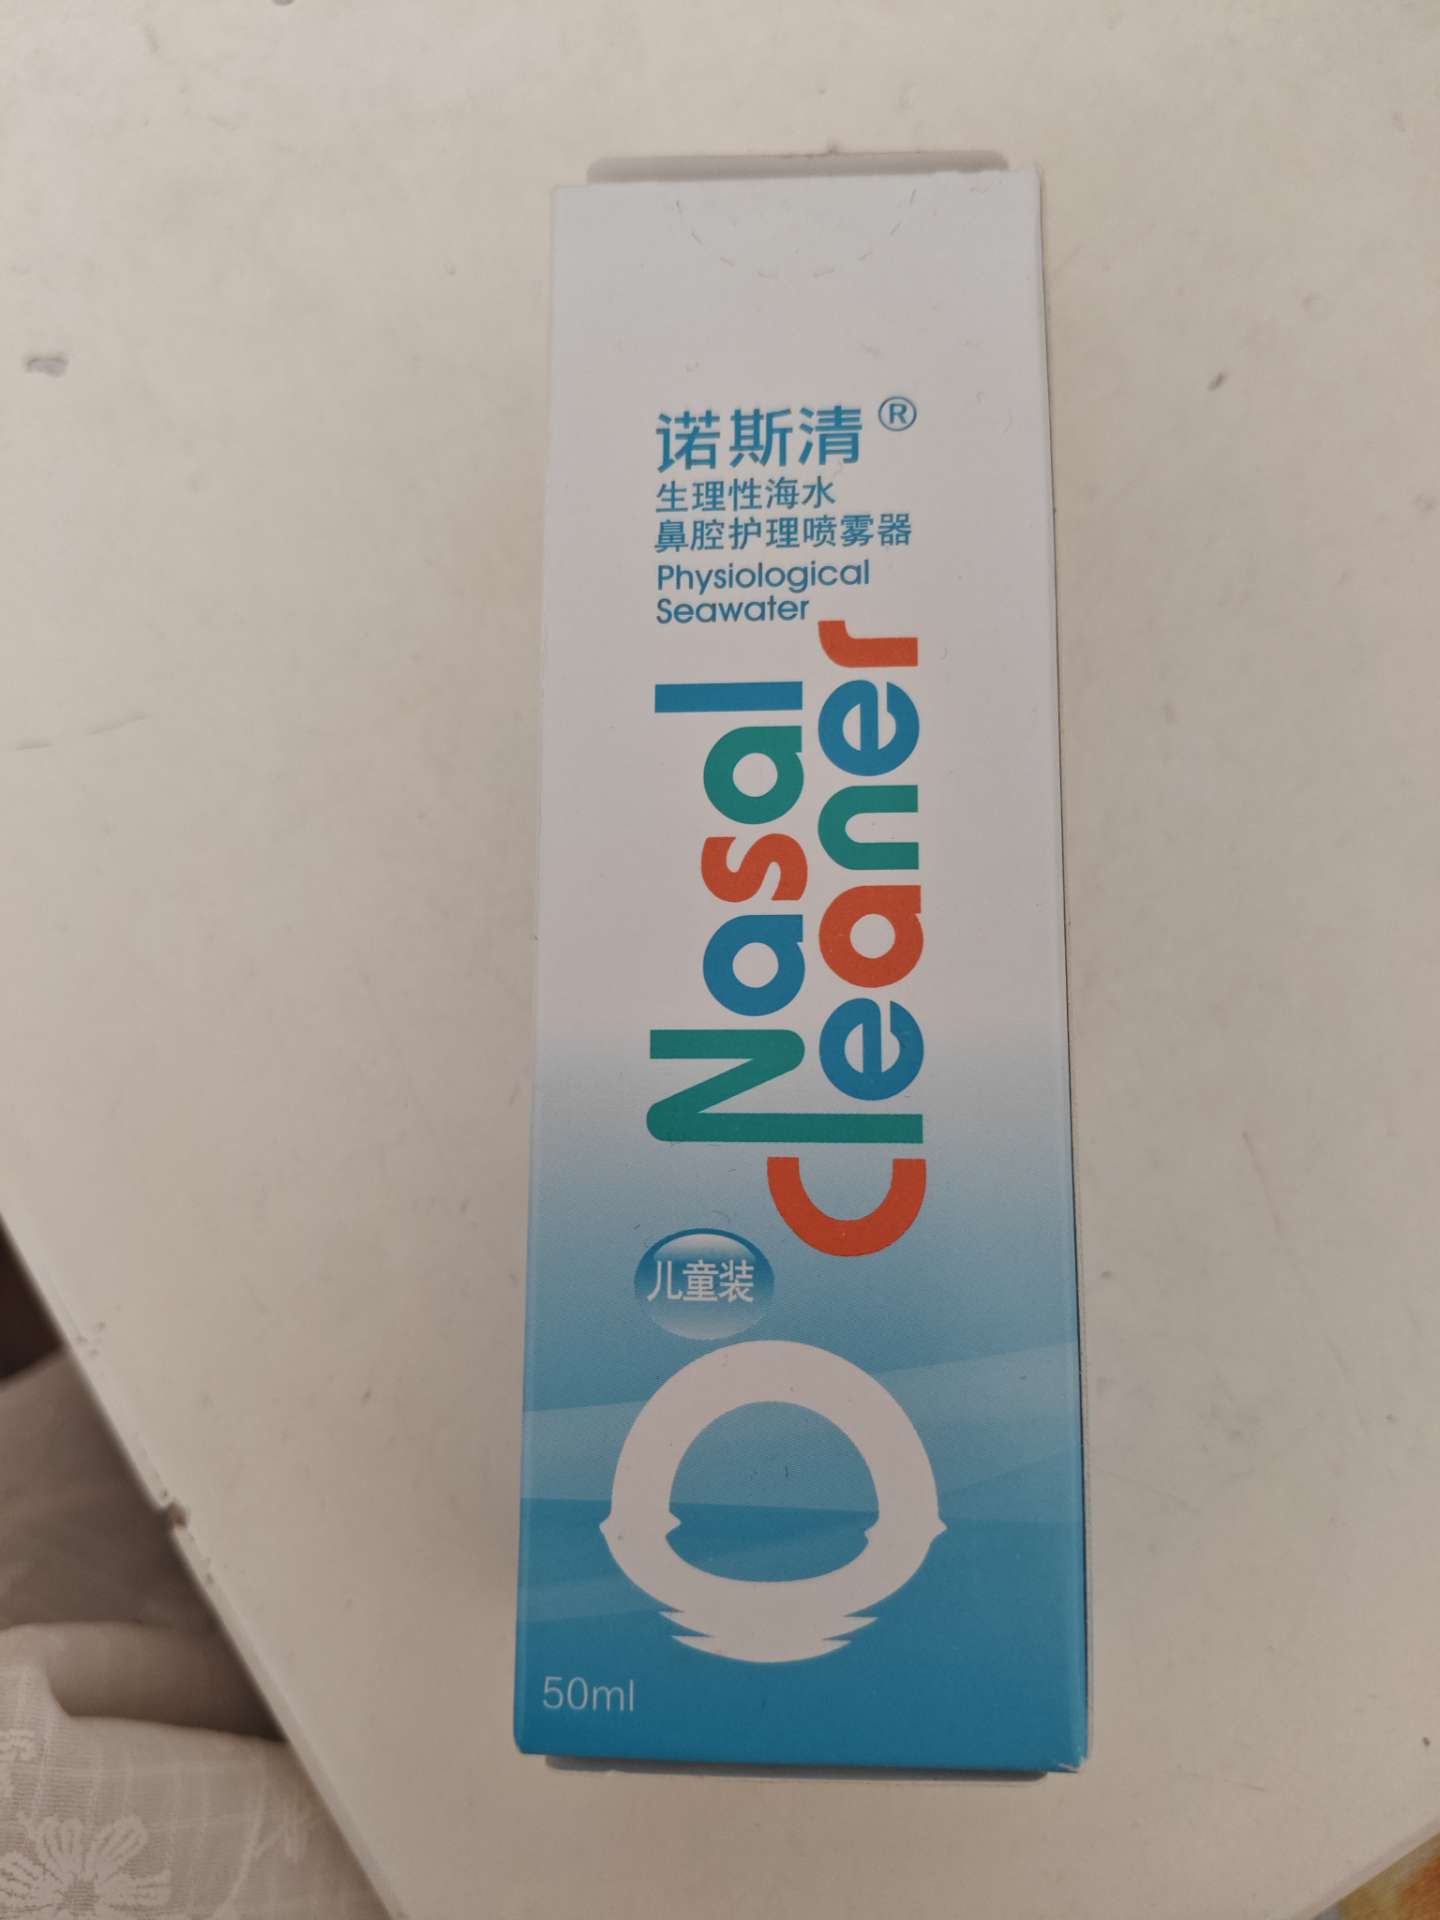 诺斯清®
生理性海水
鼻腔护理喷雾器
Physiological
Seawater
Nasal
cleaner
儿童装
50ml